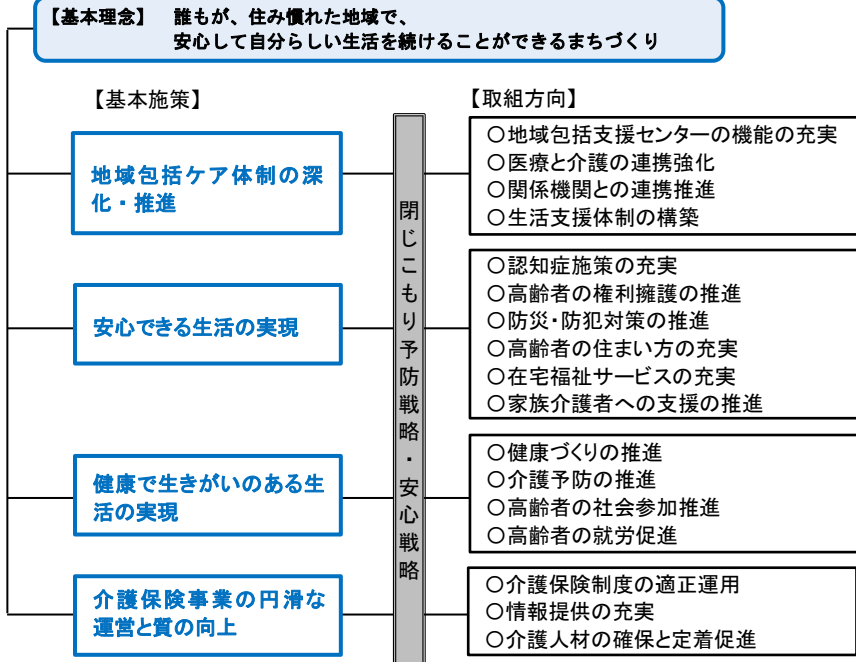 【基本理念】 誰もが、住み慣れた地域で、
安心して自分らしい生活を続けることができるまちづくり
【基本施策】
【取組方向】
地域包括ケア体制の深
化・推進
○地域包括支援センターの機能の充実
○医療と介護の連携強化
○関係機関との連携推進
○生活支援体制の構築
閉じこもり予防戦略・安心戦略
安心できる生活の実現
○認知症施策の充実
○高齢者の権利擁護の推進
○防災・防犯対策の推進
○高齢者の住まい方の充実
○在宅福祉サービスの充実
○家族介護者への支援の推進
健康で生きがいのある生
活の実現
○健康づくりの推進
○介護予防の推進
○高齢者の社会参加推進
○高齢者の就労促進
介護保険事業の円滑な
運営と質の向上
○介護保険制度の適正運用
○情報提供の充実
○介護人材の確保と定着促進